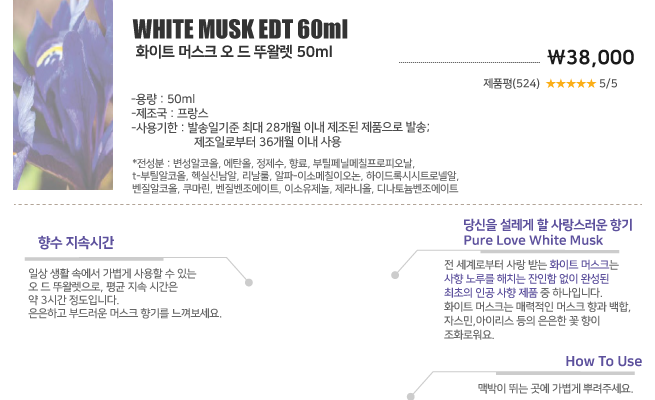 WHITE MUSK EDT 60ml
화이트 머스크 오 드 뚜왈렛 50ml
₩38,000
제품평(524) ★★★★★ 5/5
-용량 : 50ml
-제조국 : 프랑스
-사용기한 : 발송일기준 최대 28개월 이내 제조된 제품으로 발송;
제조일로부터 36개월 이내 사용
*전성분 : 변성알코올, 에탄올, 정제수, 향료, 부틸페닐메칠프로피오날,
t-부틸알코올, 헥실신남알, 리날룰, 알파-이소메칠이오논, 하이드록시시트로넬알,
벤질알코올, 쿠마린, 벤질벤조에이트, 이소유제놀, 제라니올, 디나토늄벤조에이트
향수 지속시간
일상 생활 속에서 가볍게 사용할 수 있는
오 드 뚜왈렛으로, 평균 지속 시간은
약 3시간 정도입니다.
은은하고 부드러운 머스크 향기를 느껴보세요.
당신을 설레게 할 사랑스러운 향기
Pure Love White Musk
전 세계로부터 사랑 받는 화이트 머스크는
사향 노루를 해치는 잔인함 없이 완성된
최초의 인공 사향 제품 중 하나입니다.
화이트 머스크는 매력적인 머스크 향과 백합,
자스민,아이리스 등의 은은한 꽃 향이
조화로워요.
How To Use
맥박이 뛰는 곳에 가볍게 뿌려주세요.